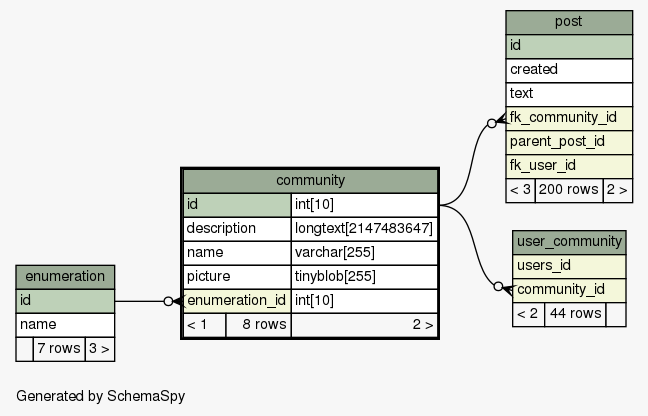 post
id
created
text
fk_community_id
parent_post_id
fk_user_id
< 3 200 rows 2 >
community
id int[10]
description longtext[2147483647]
name varchar[255]
picture tinyblob[255]
enumeration_id int[10]
< 1 8 rows 2 >
user_community
users_id
community_id
< 2 44 rows
enumeration
id
name
7 rows 3 >
Generated by SchemaSpy